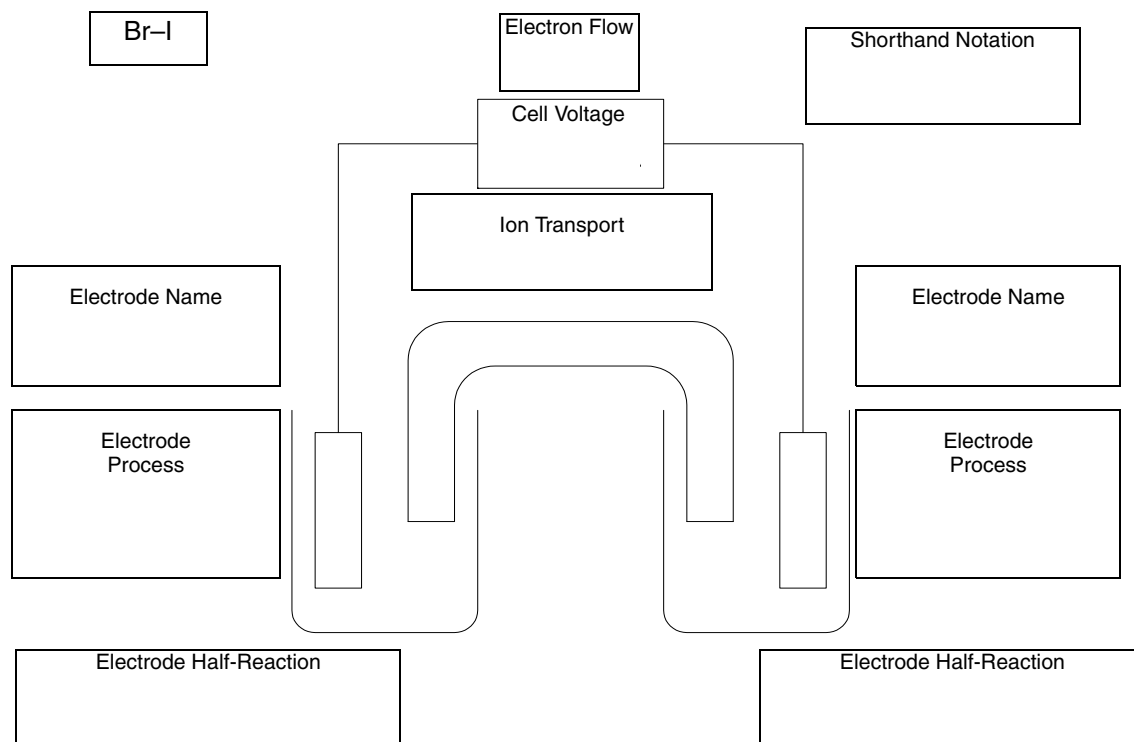 Br–I
Electron Flow
Shorthand Notation
Cell Voltage
Ion Transport
Electrode Name
Electrode Name
Electrode
Process
Electrode
Process
Electrode Half-Reaction
Electrode Half-Reaction